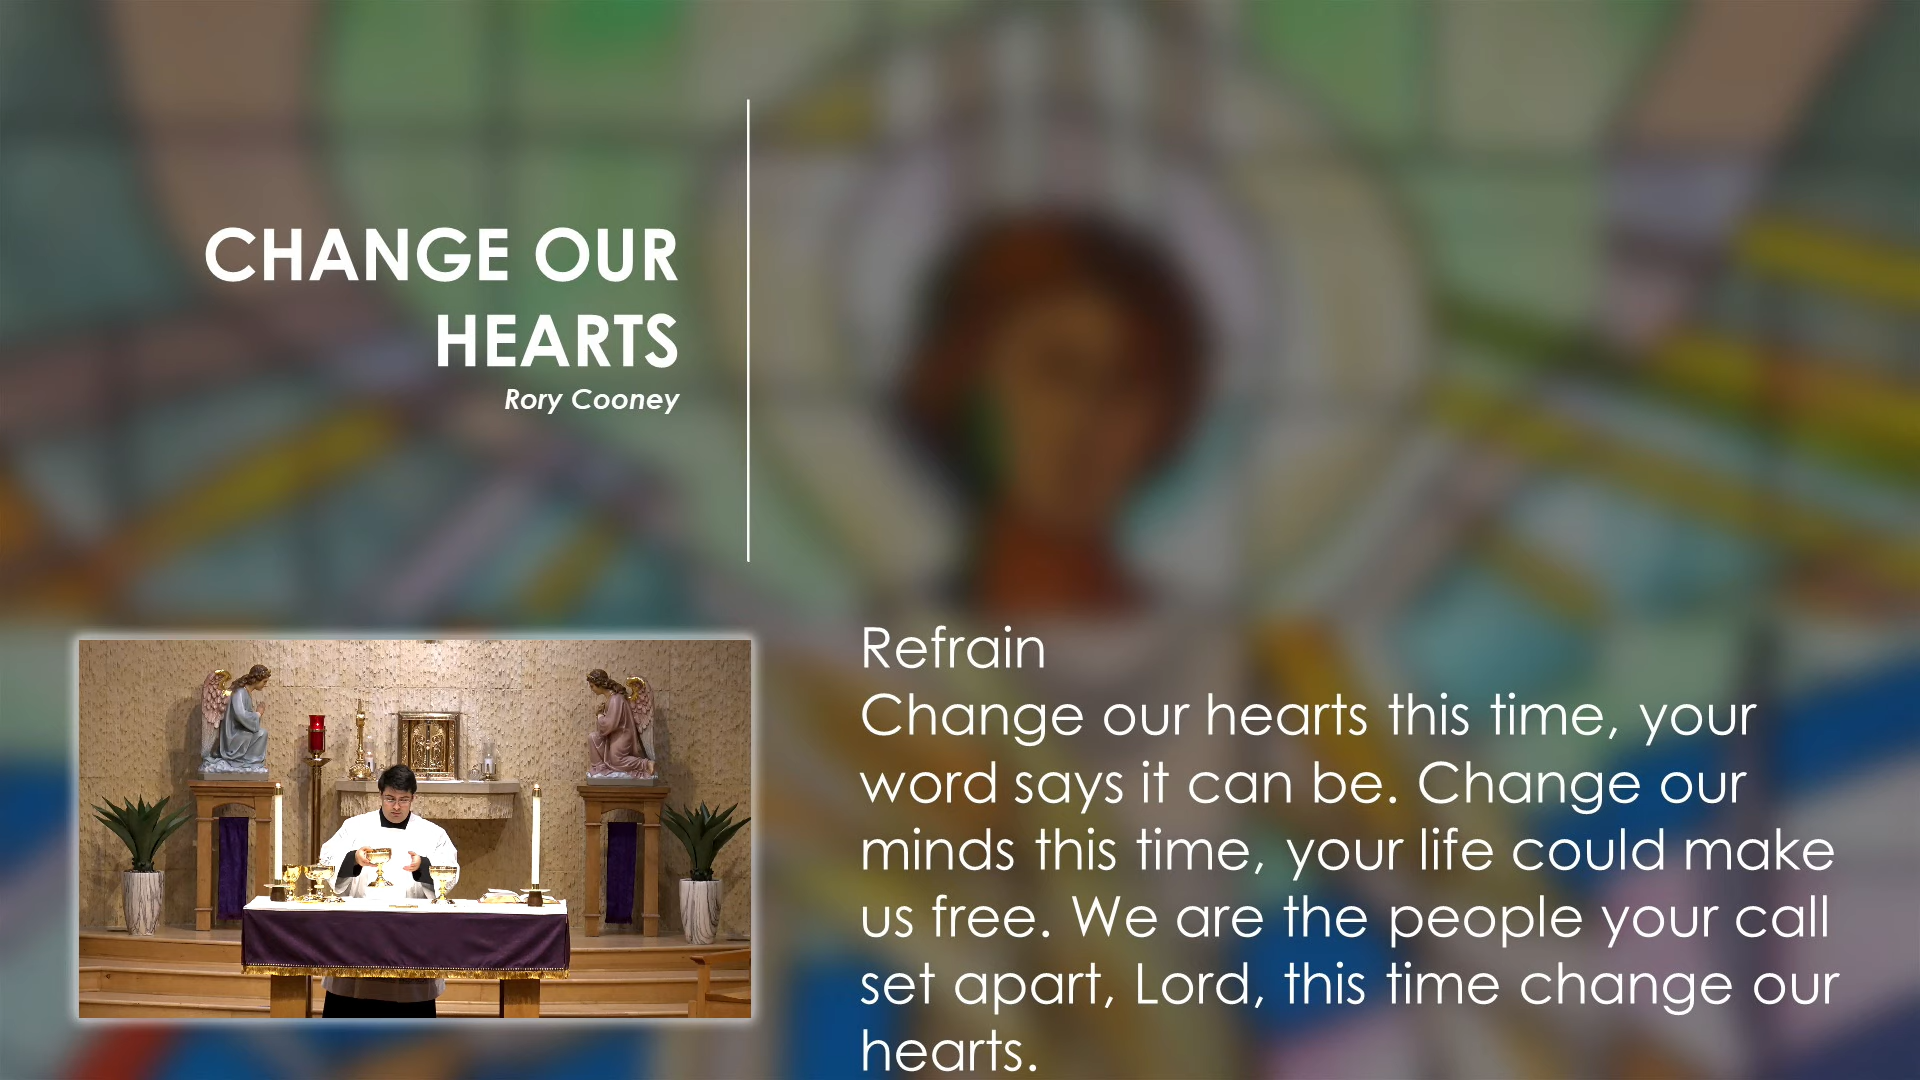 CHANGE OUR
HEARTS
Rory Cooney
Refrain
Change our hearts this time, your
word says it can be. Change our
minds this time, your life could make
us free. We are the people your call
set apart, Lord, this time change our
hearts.